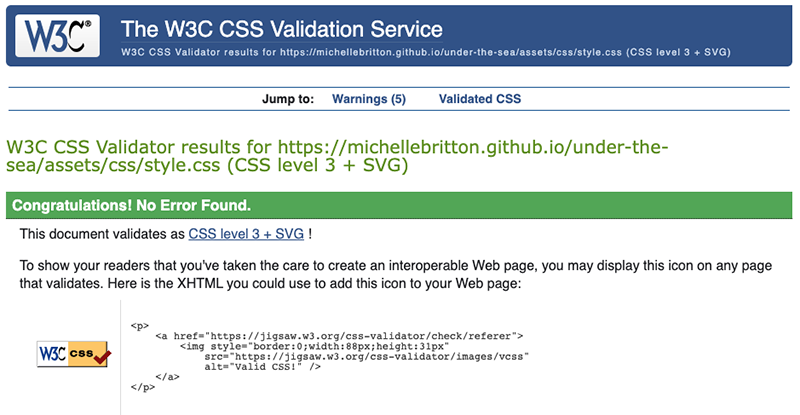 W3C®
The W3C CSS Validation Service
W3C CSS Validator results for https://michellebritton.github.io/under-the-sea/assets/css/style.css (CSS level 3 + SVG)
Jump to: Warnings (5) Validated CSS
W3C CSS Validator results for https://michellebritton.github.io/under-the-
sea/assets/css/style.css (CSS level 3 + SVG)
Congratulations! No Error Found.
This document validates as CSS level 3 + SVG !
To show your readers that you've taken the care to create an interoperable Web page, you may display this icon on any page
that validates. Here is the XHTML you could use to add this icon to your Web page:
W3C css
<p>
    <a href="https://jigsaw.w3.org/css-validator/check/referer">
        <img style="border:0;width:88px;height:31px"
            src="https://jigsaw.w3.org/css-validator/images/vcss"
            alt="Valid CSS!" />
    </a>
</p>